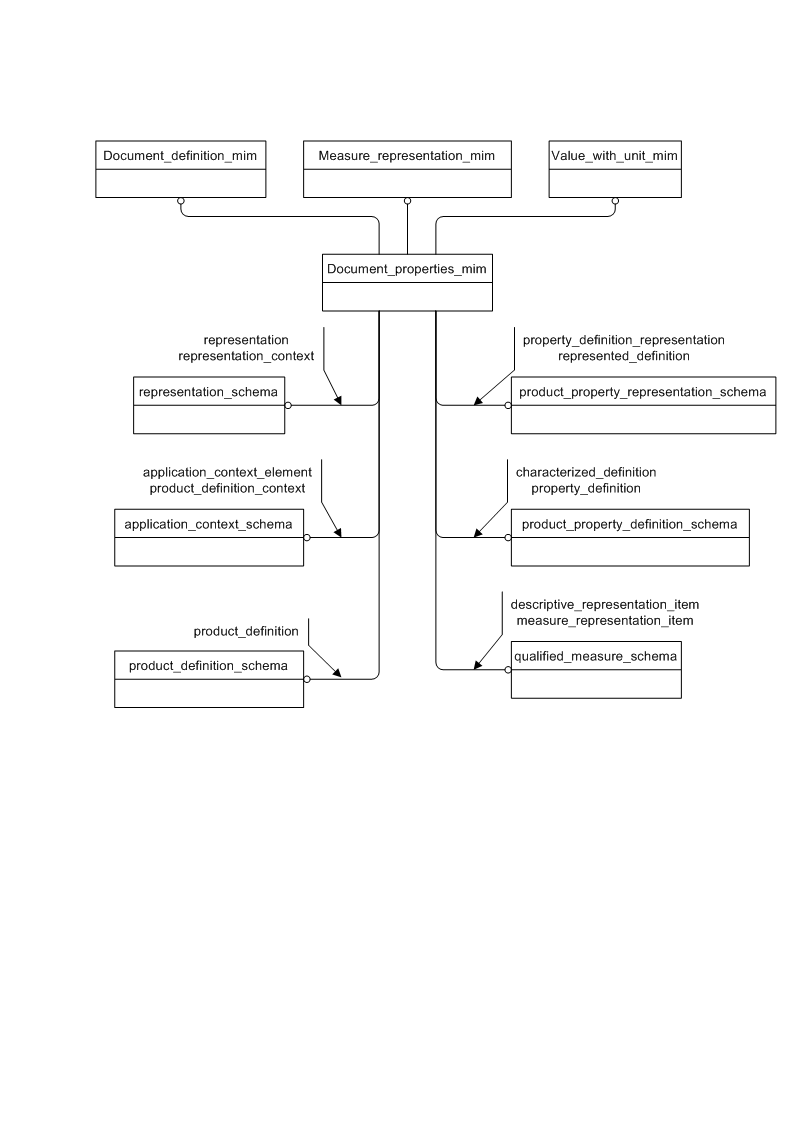 Document_definition_mim
Measure_representation_mim
Value_with_unit_mim
Document_properties_mim
representation
representation_context
property_definition_representation
represented_definition
representation_schema
product_property_representation_schema
application_context_element
product_definition_context
characterized_definition
property_definition
application_context_schema
product_property_definition_schema
descriptive_representation_item
measure_representation_item
product_definition
qualified_measure_schema
product_definition_schema